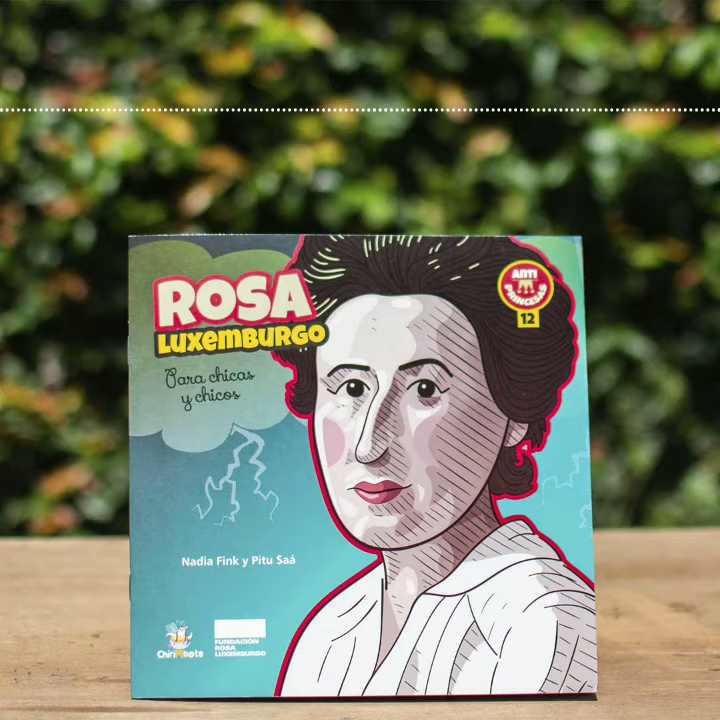 ROSA
LUXEMBURGO
Para chicas
y chicos
ANTI
PRINCESAS
12
Nadia Fink y Pitu Saá
Chirimbote
FUNDACIÓN
ROSA
LUXEMBURGO